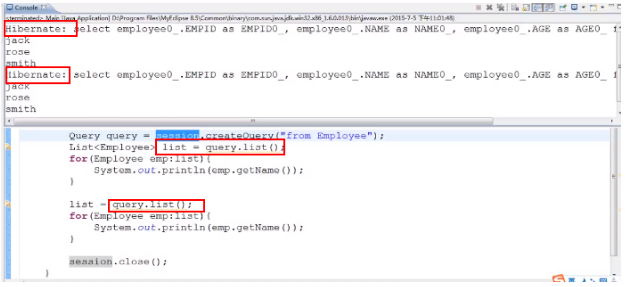 Console
<terminated> Main [Java Application] D:\Program Files\MyEclipse 8.5\Common\binary\com.sun.java.jdk.win32.x86_1.6.0.013\bin\javaw.exe (2015-7-5 下午11:01:48)
Hibernate: select employee0_.EMPID as EMPID0_, employee0_.NAME as NAME0_, employee0_.AGE as AGE0_ f
jack
rose
smith
Hibernate: select employee0_.EMPID as EMPID0_, employee0_.NAME as NAME0_, employee0_.AGE as AGE0_ f
jack
rose
smith
Query query = session.createQuery("from Employee");
List<Employee> list = query.list();
for(Employee emp:list){
System.out.println(emp.getName());
}
list = query.list();
for(Employee emp:list){
System.out.println(emp.getName());
}
session.close();
}